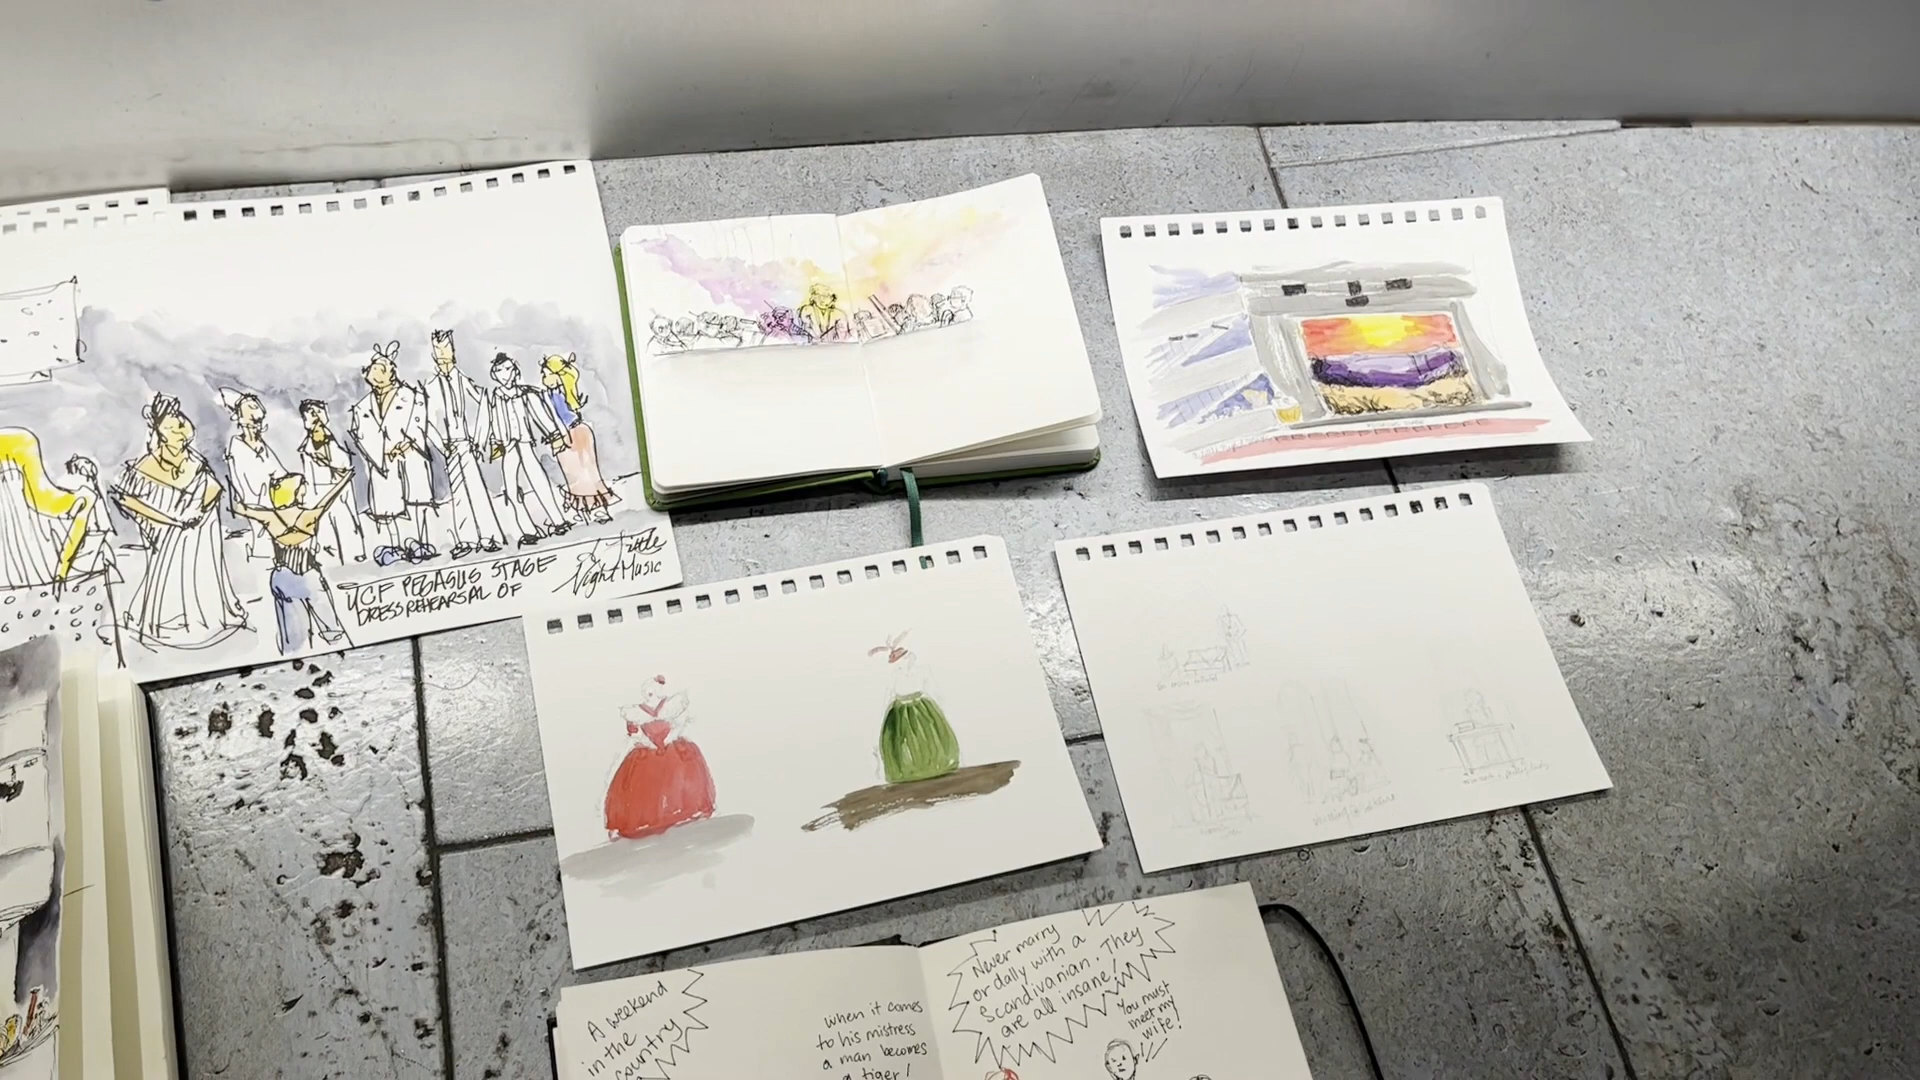 UCF PEGASUS STAGE
DRESS REHEARSAL OF
A Little
Night Music
A weekend
in the
country
when it comes
to his mistress
a man becomes
a tiger!
Never marry
or dally with a
Scandivanian. They
are all insane!
You must
meet my
wife!